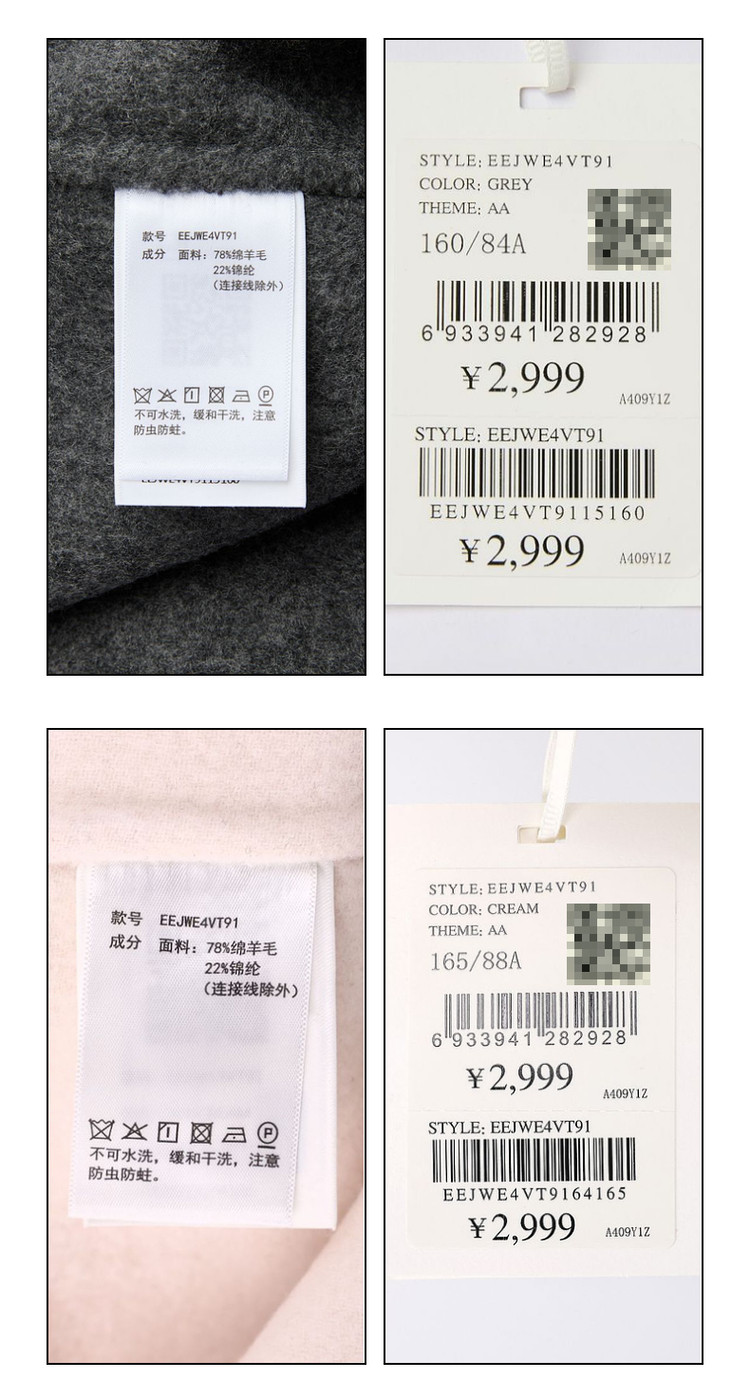 款号 EEJWE4VT91
成分 面料：78%绵羊毛
22%锦纶
（连接线除外）
不可水洗，缓和干洗，注意
防虫防蛀。
STYLE: EEJWE4VT91
COLOR: GREY
THEME: AA
160/84A
6 933941 282928
¥2,999
A409Y1Z
STYLE: EEJWE4VT91
EEJWE4VT9115160
¥2,999
A409Y1Z
款号 EEJWE4VT91
成分 面料：78%绵羊毛
22%锦纶
（连接线除外）
不可水洗，缓和干洗，注意
防虫防蛀。
STYLE: EEJWE4VT91
COLOR: CREAM
THEME: AA
165/88A
6 933941 282928
¥2,999
A409Y1Z
STYLE: EEJWE4VT91
EEJWE4VT9164165
¥2,999
A409Y1Z